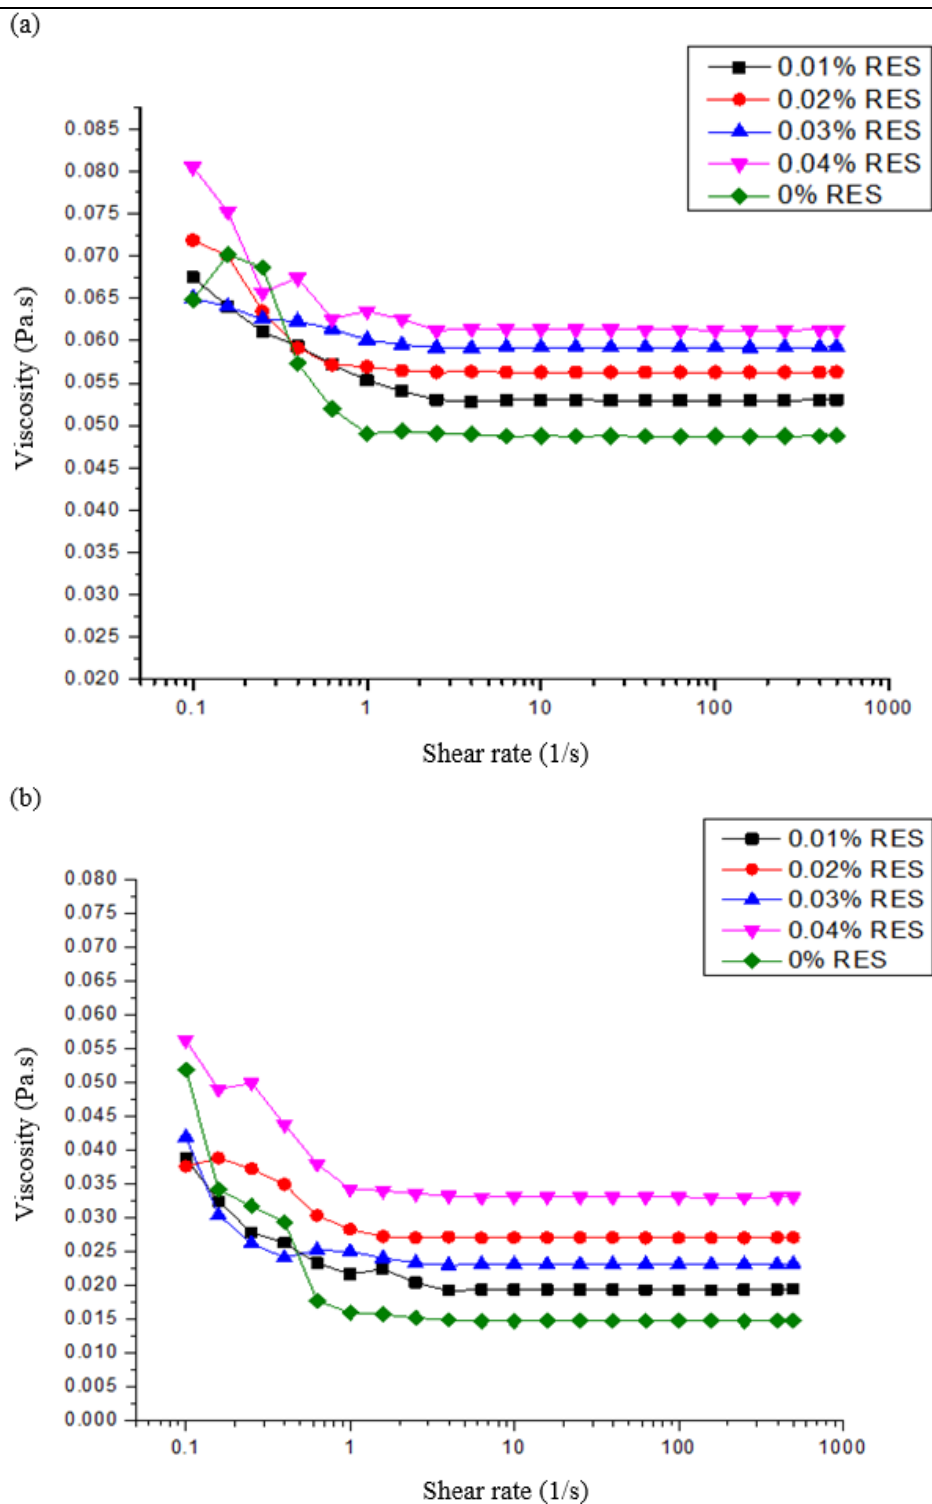 (a)
0.01% RES
0.02% RES
0.03% RES
0.04% RES
0% RES
0.085
0.080
0.075
0.070
0.065
0.060
0.055
0.050
0.045
0.040
0.035
0.030
0.025
0.020
Viscosity (Pa.s)
0.1 1 10 100 1000
Shear rate (1/s)
(b)
0.01% RES
0.02% RES
0.03% RES
0.04% RES
0% RES
0.080
0.075
0.070
0.065
0.060
0.055
0.050
0.045
0.040
0.035
0.030
0.025
0.020
0.015
0.010
0.005
0.000
Viscosity (Pa.s)
0.1 1 10 100 1000
Shear rate (1/s)